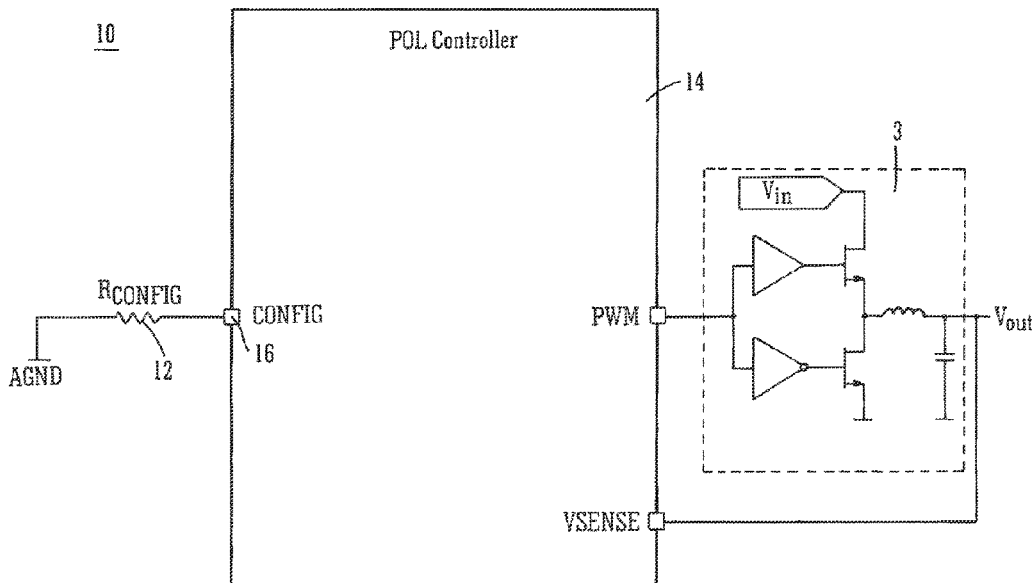 10
POL Controller
14
3
Vin
RCONFIG
CONFIG
PWM
Vout
16
12
AGND
VSENSE